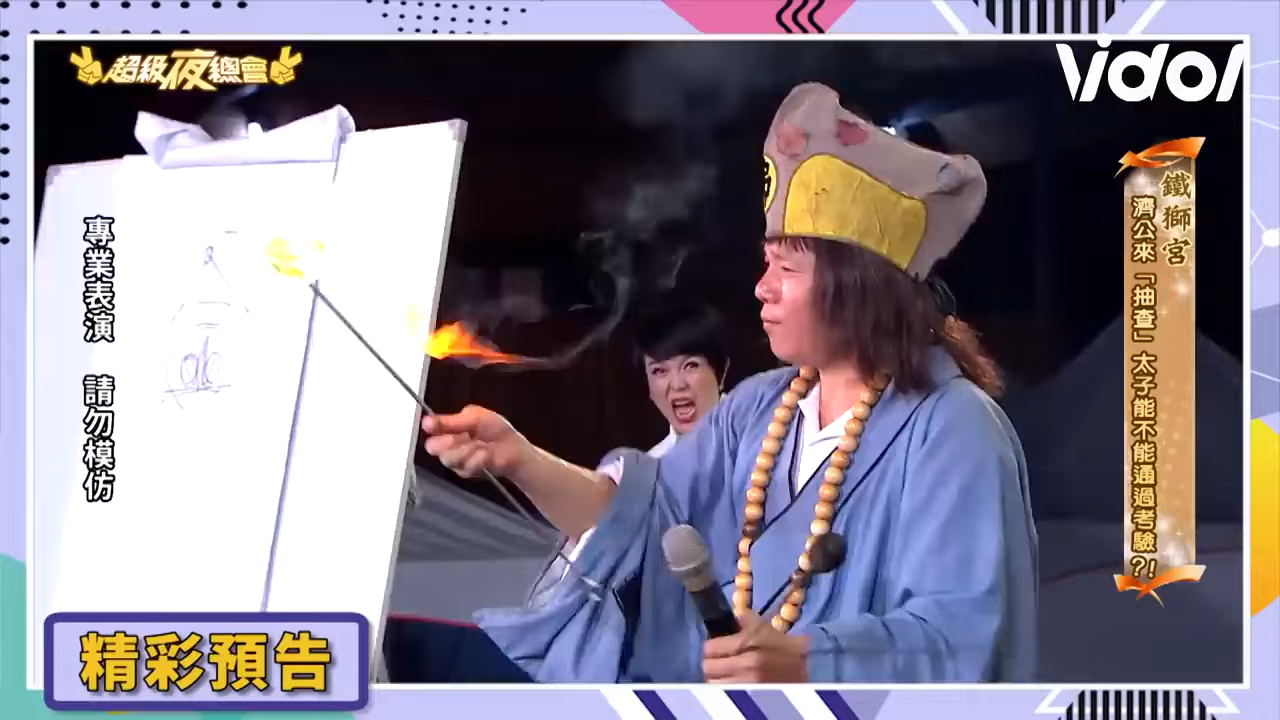 超級夜總會
Vidol
鐵獅宮
濟公來「抽查」太子能不能通過考驗?!
專業表演 請勿模仿
精彩預告